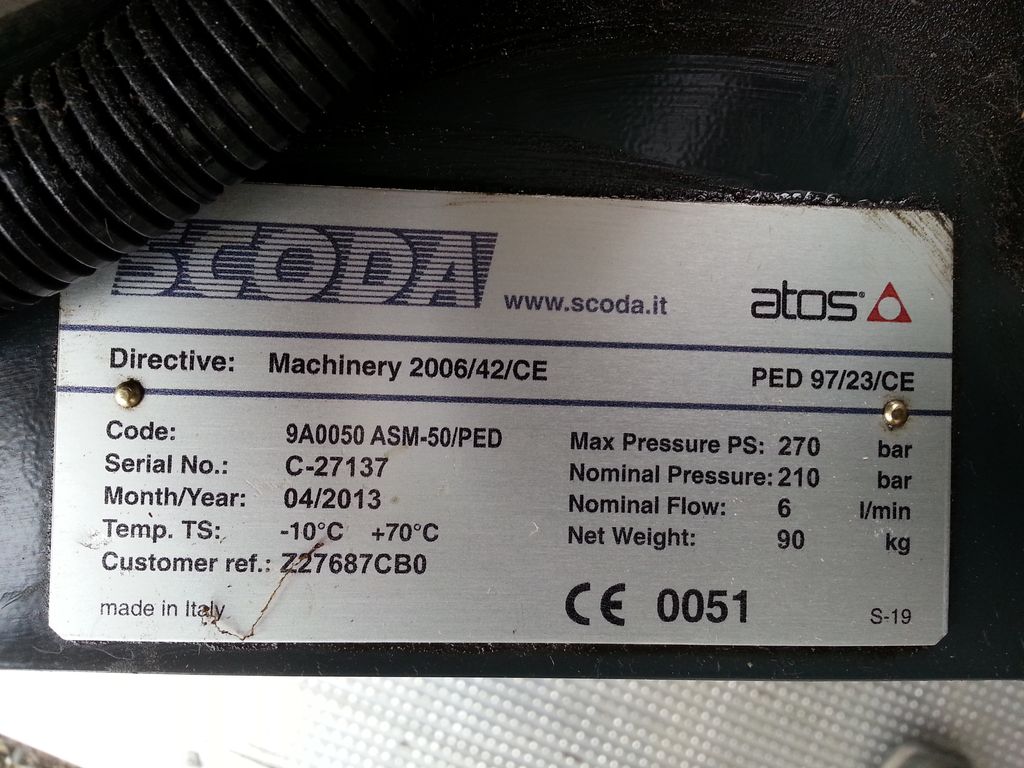 SCODA www.scoda.it atos®
Directive: Machinery 2006/42/CE PED 97/23/CE
Code: 9A0050 ASM-50/PED
Serial No.: C-27137
Month/Year: 04/2013
Temp. TS: -10°C +70°C
Customer ref.: Z27687CB0
made in Italy
Max Pressure PS: 270 bar
Nominal Pressure: 210 bar
Nominal Flow: 6 l/min
Net Weight: 90 kg
CE 0051
S-19